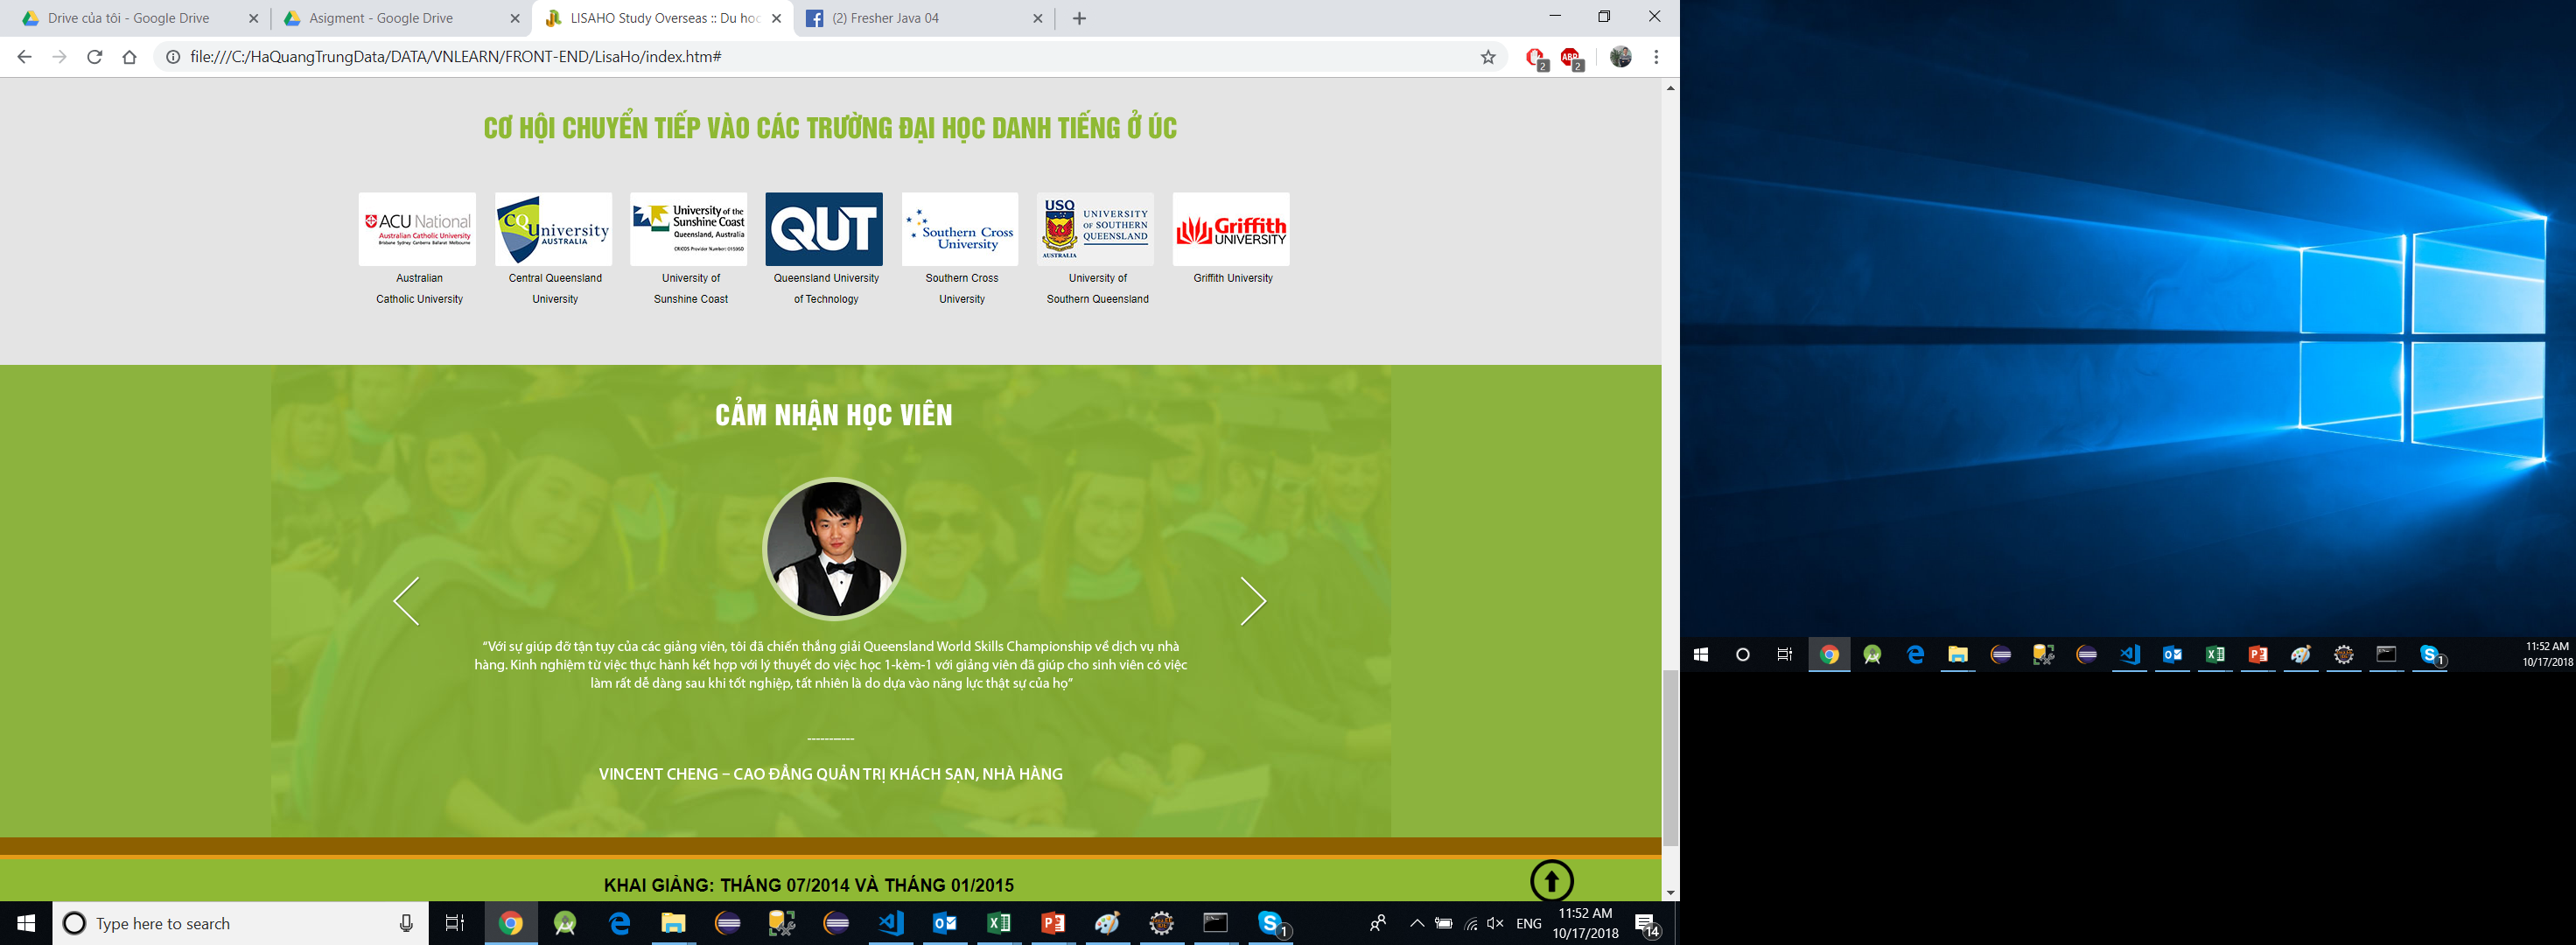 Drive của tôi - Google Drive
Asigment - Google Drive
LISAHO Study Overseas :: Du hoc
(2) Fresher Java 04
file:///C:/HaQuangTrungData/DATA/VNLEARN/FRONT-END/LisaHo/index.htm#
2
ABP
2
CƠ HỘI CHUYỂN TIẾP VÀO CÁC TRƯỜNG ĐẠI HỌC DANH TIẾNG Ở ÚC
ACU National
Australian Catholic University
Brisbane Sydney Canberra Ballarat Melbourne
CQUniversity
AUSTRALIA
University of the
Sunshine Coast
Queensland, Australia
CRICOS Provider Number: 01595D
QUT
Southern Cross
University
USQ
AUSTRALIA
UNIVERSITY
OF SOUTHERN
QUEENSLAND
Griffith
UNIVERSITY
Australian
Catholic University
Central Queensland
University
University of
Sunshine Coast
Queensland University
of Technology
Southern Cross
University
University of
Southern Queensland
Griffith University
CẢM NHẬN HỌC VIÊN
“Với sự giúp đỡ tận tụy của các giảng viên, tôi đã chiến thắng giải Queensland World Skills Championship về dịch vụ nhà
hàng. Kinh nghiệm từ việc thực hành kết hợp với lý thuyết do việc học 1-kèm-1 với giảng viên đã giúp cho sinh viên có việc
làm rất dễ dàng sau khi tốt nghiệp, tất nhiên là do dựa vào năng lực thật sự của họ”
-----------
VINCENT CHENG – CAO ĐẲNG QUẢN TRỊ KHÁCH SẠN, NHÀ HÀNG
KHAI GIẢNG: THÁNG 07/2014 VÀ THÁNG 01/2015
Type here to search
1
ENG
11:52 AM
10/17/2018
14
1
11:52 AM
10/17/2018